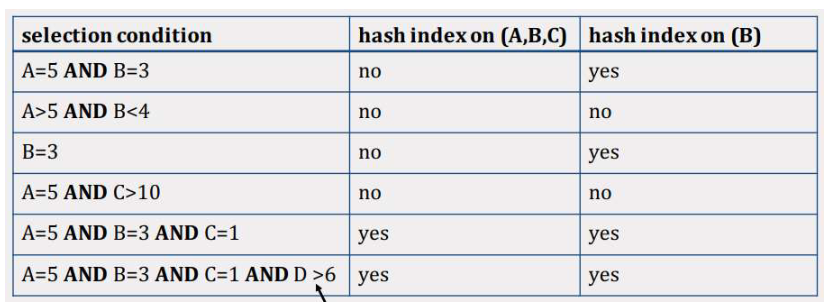 selection condition hash index on (A,B,C) hash index on (B)
A=5 AND B=3 no yes
A>5 AND B<4 no no
B=3 no yes
A=5 AND C>10 no no
A=5 AND B=3 AND C=1 yes yes
A=5 AND B=3 AND C=1 AND D >6 yes yes